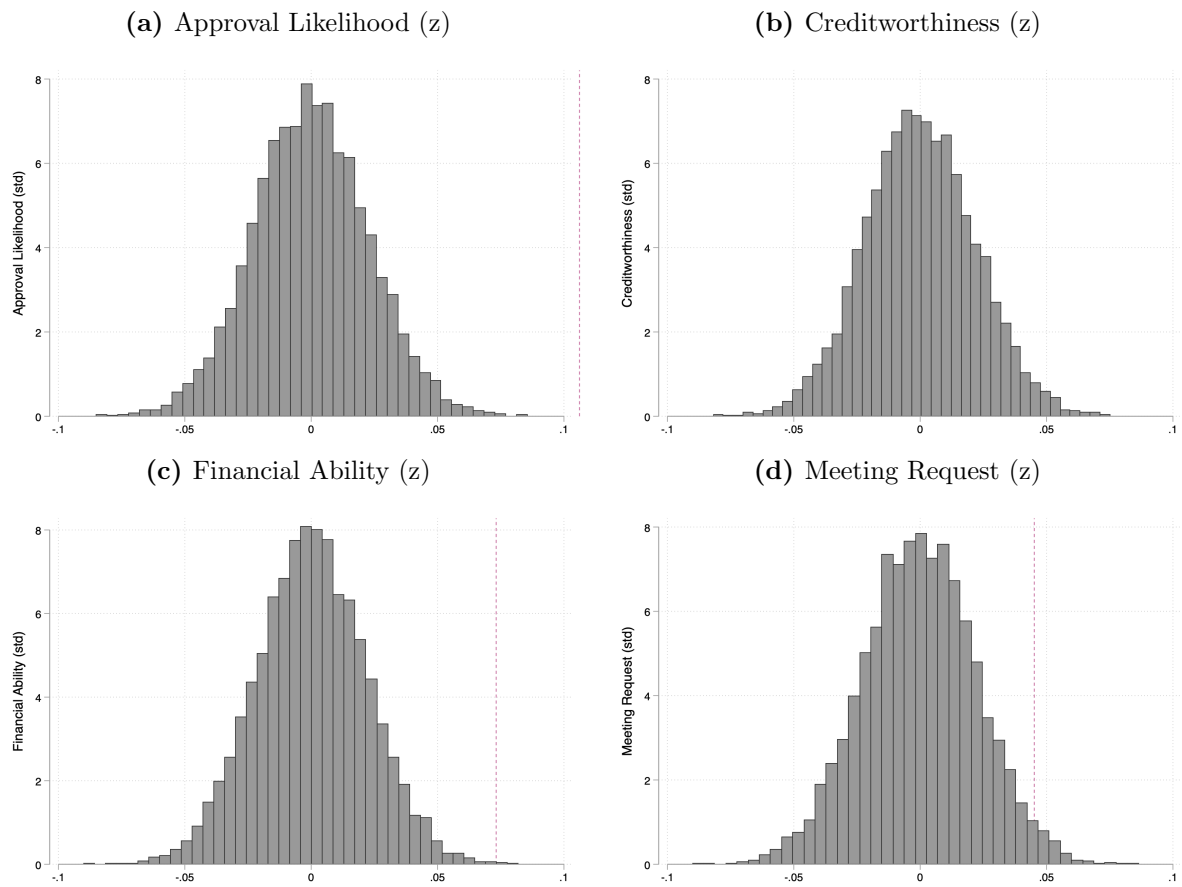 (a) Approval Likelihood (z)
(b) Creditworthiness (z)
Approval Likelihood (std)
8
6
4
2
0
-.1 -.05 0 .05 .1
Creditworthiness (std)
8
6
4
2
0
-.1 -.05 0 .05 .1
(c) Financial Ability (z)
(d) Meeting Request (z)
Financial Ability (std)
8
6
4
2
0
-.1 -.05 0 .05 .1
Meeting Request (std)
8
6
4
2
0
-.1 -.05 0 .05 .1